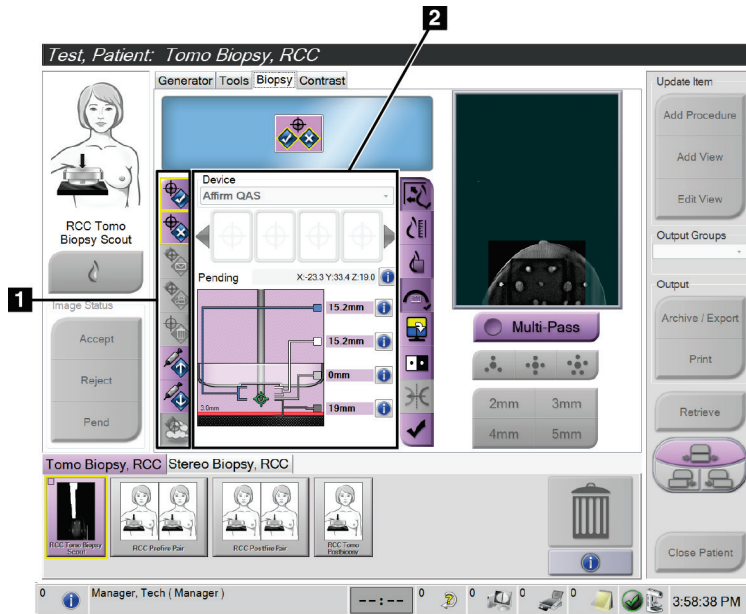 2
Test, Patient: Tomo Biopsy, RCC
Generator Tools Biopsy Contrast
Update Item
Add Procedure
Add View
Edit View
Output Groups
Output
Archive / Export
Print
Retrieve
Close Patient
RCC Tomo
Biopsy Scout
1
Image Status
Accept
Reject
Pend
Device
Affirm QAS
Pending X:-23.3 Y:33.4 Z:19.0
15.2mm
15.2mm
0mm
19mm
3.0mm
Multi-Pass
2mm 3mm
4mm 5mm
Tomo Biopsy, RCC Stereo Biopsy, RCC
RCC Tomo Biopsy
Scout
RCC Prefire Pair
RCC Postfire Pair
RCC Tomo
Postbiopsy
0 Manager, Tech ( Manager ) --:-- 0 0 0 3:58:38 PM